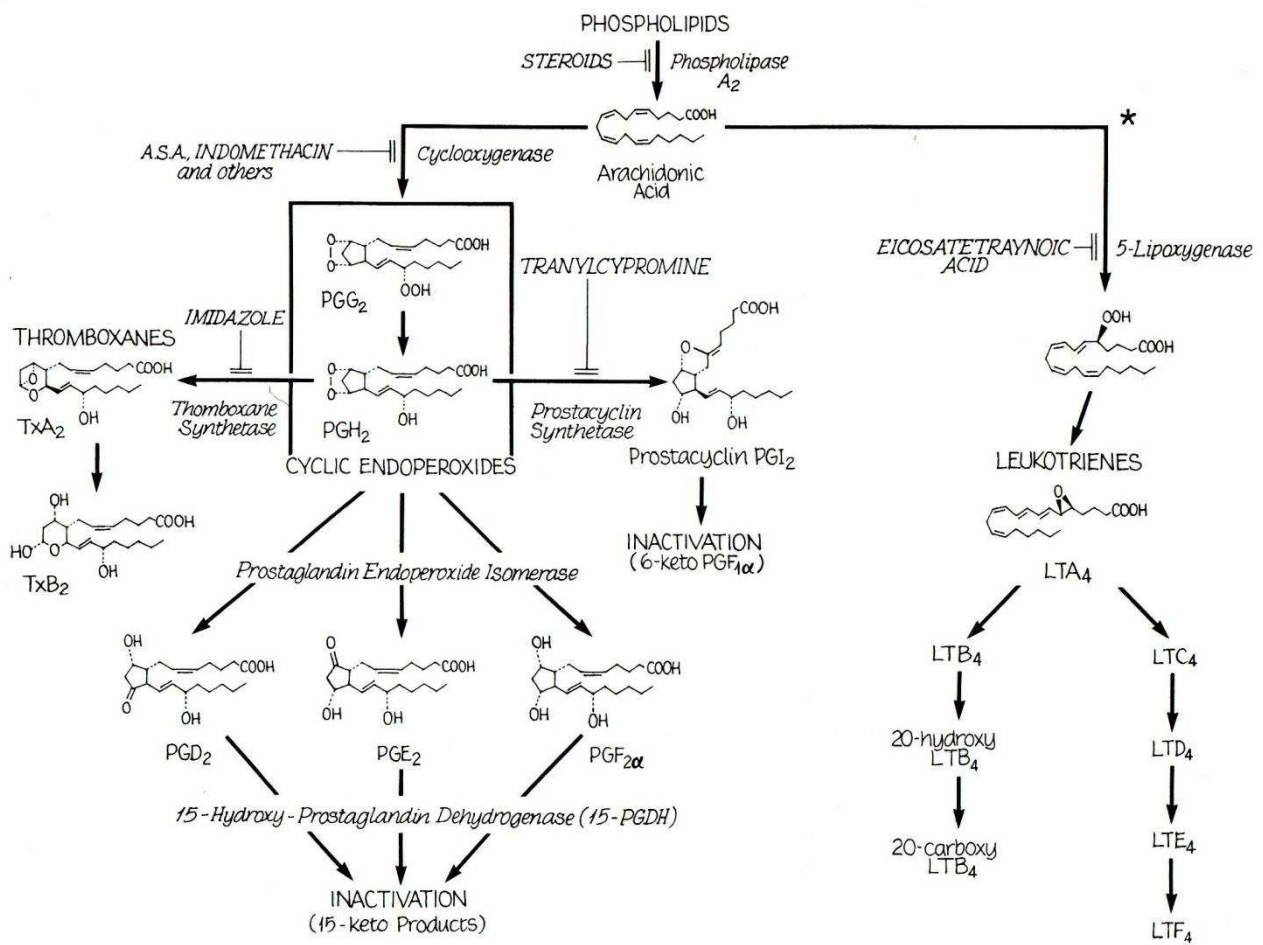 PHOSPHOLIPIDS
STEROIDS
Phospholipase
A₂
COOH
Arachidonic
Acid
*
A.S.A., INDOMETHACIN
and others
Cyclooxygenase
EICOSATETRAYNOIC
ACID
5-Lipoxygenase
O
O
COOH
OOH
PGG₂
TRANYLCYPROMINE
IMIDAZOLE
THROMBOXANES
O
O
COOH
OH
TxA₂
Thomboxane
Synthetase
O
O
COOH
OH
PGH₂
CYCLIC ENDOPEROXIDES
Prostacyclin
Synthetase
COOH
O
OH
OH
Prostacyclin PGI₂
INACTIVATION
(6-keto PGF₁α)
OOH
COOH
LEUKOTRIENES
O
COOH
LTA₄
OH
COOH
HO
O
OH
TxB₂
Prostaglandin Endoperoxide Isomerase
OH
COOH
O
OH
PGD₂
O
COOH
OH
OH
PGE₂
OH
COOH
OH
OH
PGF₂α
15-Hydroxy-Prostaglandin Dehydrogenase (15-PGDH)
INACTIVATION
(15-keto Products)
LTB₄
20-hydroxy
LTB₄
20-carboxy
LTB₄
LTC₄
LTD₄
LTE₄
LTF₄